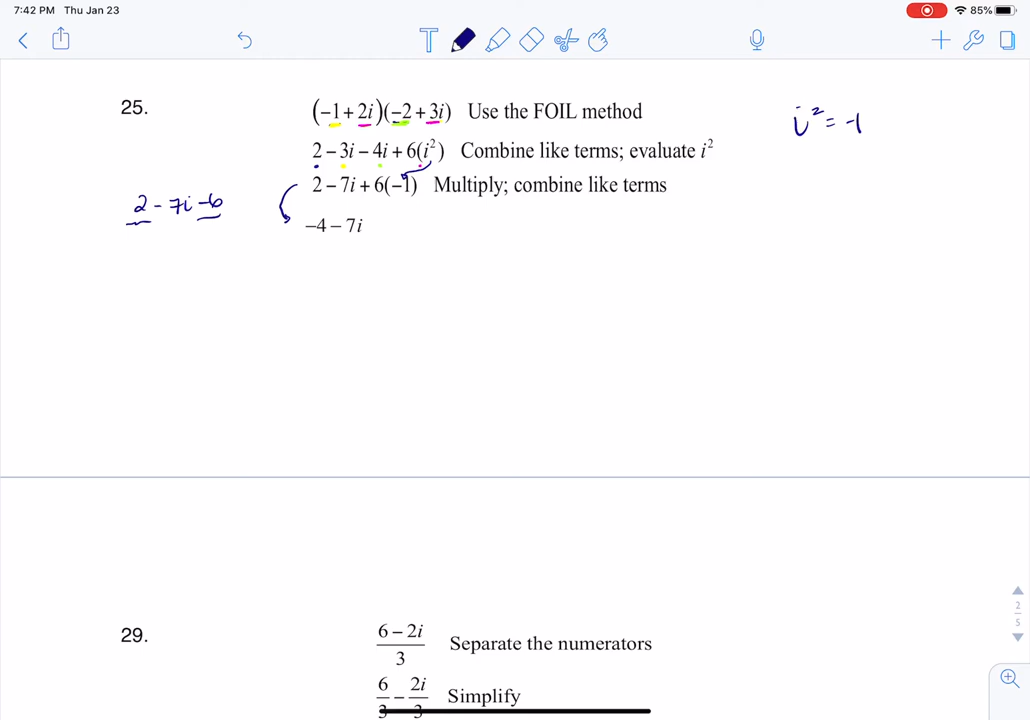 7:42 PM Thu Jan 23
85%
T
25.
(−1 + 2i)(−2 + 3i) Use the FOIL method
i² = -1
2 − 3i − 4i + 6(i²) Combine like terms; evaluate i²
2 − 7i + 6(−1) Multiply; combine like terms
2 - 7i - 6
−4 − 7i
2
5
29.
6 − 2i
3
Separate the numerators
6/3 − 2i/3 Simplify